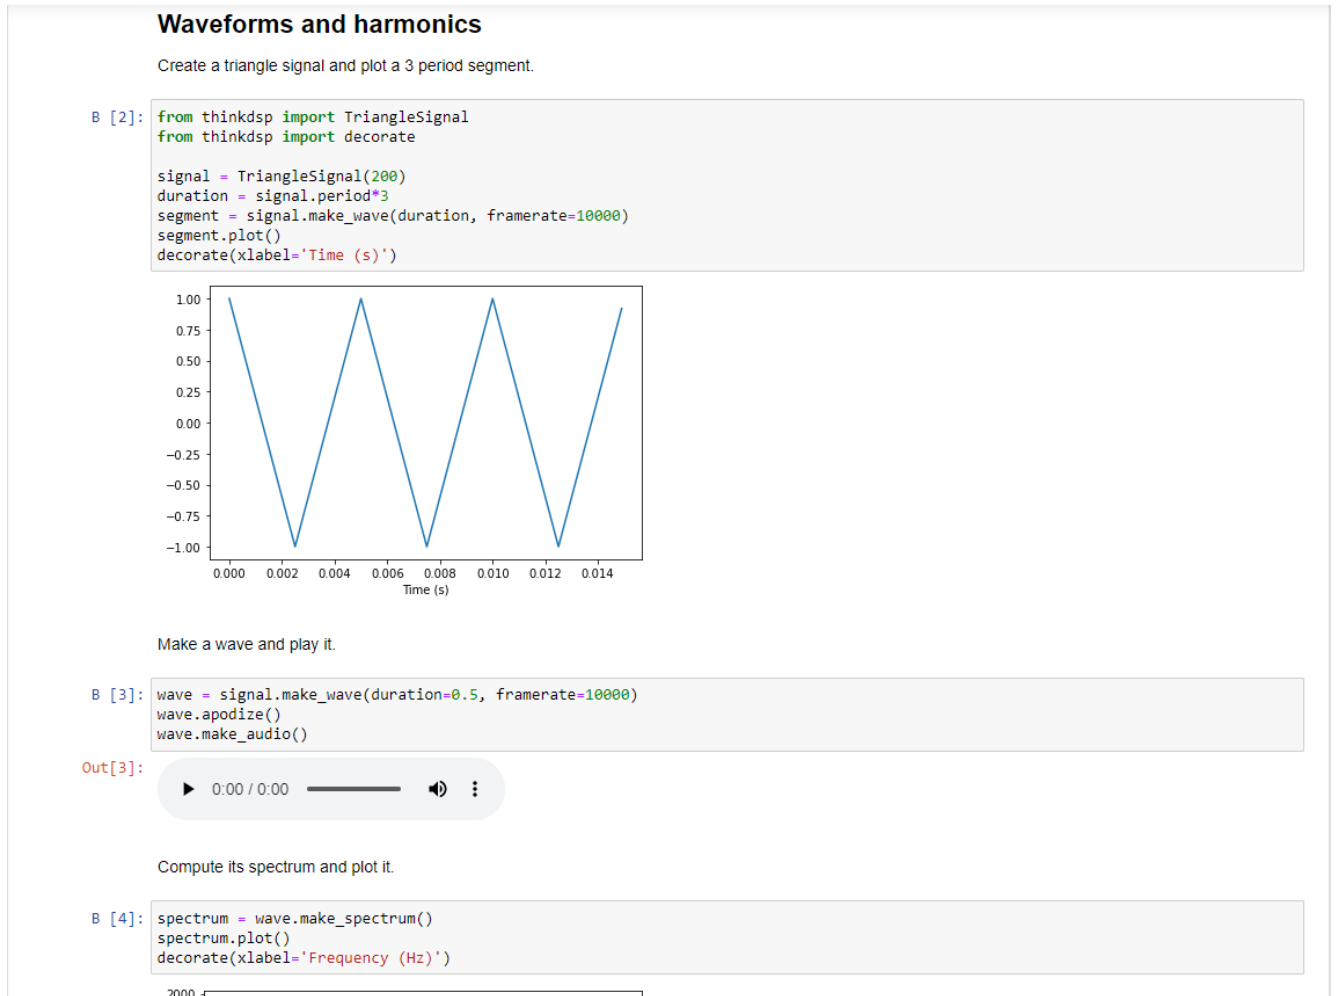 Waveforms and harmonics
Create a triangle signal and plot a 3 period segment.
B [2]: from thinkdsp import TriangleSignal
from thinkdsp import decorate
signal = TriangleSignal(200)
duration = signal.period*3
segment = signal.make_wave(duration, framerate=10000)
segment.plot()
decorate(xlabel='Time (s)')
1.00
0.75
0.50
0.25
0.00
−0.25
−0.50
−0.75
−1.00
0.000 0.002 0.004 0.006 0.008 0.010 0.012 0.014
Time (s)
Make a wave and play it.
B [3]: wave = signal.make_wave(duration=0.5, framerate=10000)
wave.apodize()
wave.make_audio()
Out[3]:
0:00 / 0:00
Compute its spectrum and plot it.
B [4]: spectrum = wave.make_spectrum()
spectrum.plot()
decorate(xlabel='Frequency (Hz)')
2000